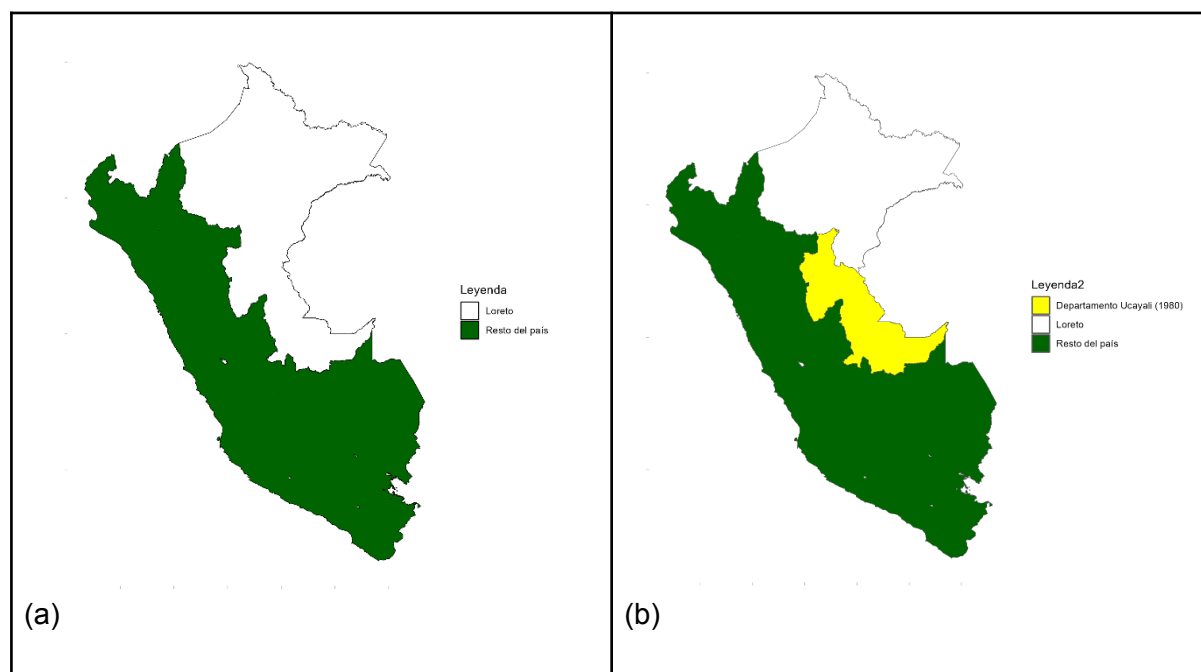 Leyenda
Loreto
Resto del país
(a)
Leyenda2
Departamento Ucayali (1980)
Loreto
Resto del país
(b)